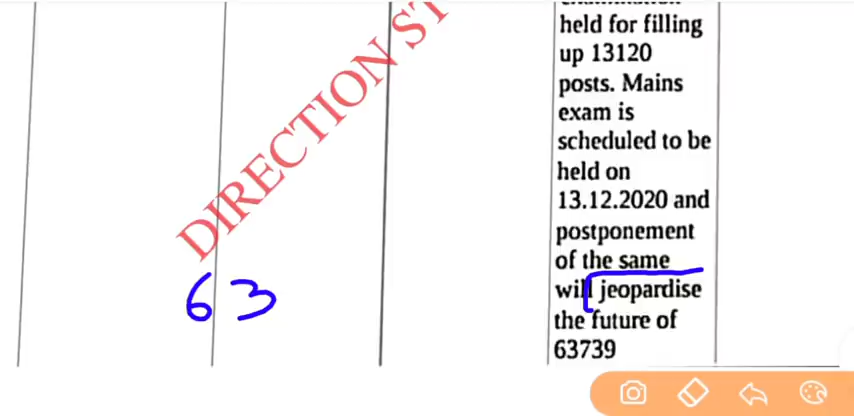 held for filling
up 13120
posts. Mains
exam is
scheduled to be
held on
13.12.2020 and
postponement
of the same
will jeopardise
the future of
63739
DIRECTION ST
63